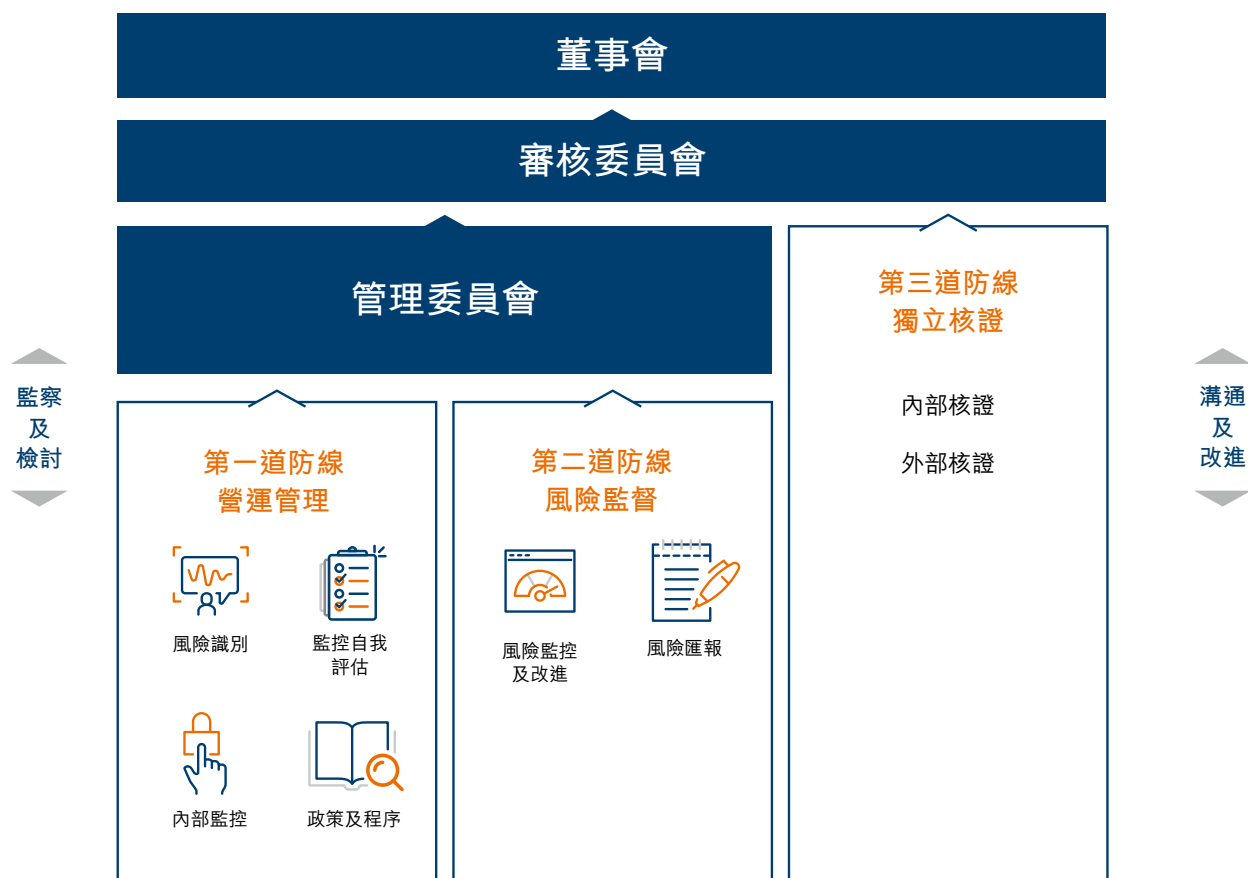 董事會
審核委員會
管理委員會
第三道防線
獨立核證
內部核證
外部核證
監察
及
檢討
溝通
及
改進
第一道防線
營運管理
風險識別
監控自我
評估
內部監控
政策及程序
第二道防線
風險監督
風險監控
及改進
風險匯報